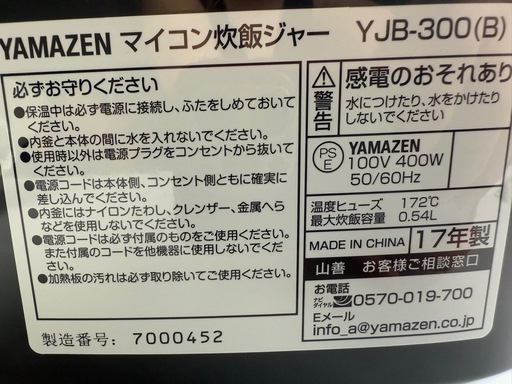 YAMAZEN マイコン炊飯ジャー YJB-300(B)
必ずお守りください
●保温中は必ず電源に接続し、ふたをしめておいて
ください。
●内釜と本体の間に水を入れないでください。
●使用時以外は電源プラグをコンセントから抜いて
ください。
●電源コードは本体側、コンセント側ともに確実に
差し込んでください。
●内釜にはナイロンたわし、クレンザー、金属へら
などを使わないでください。
●電源コードは必ず付属のものをご使用ください。
また付属のコードを他機器に使用しないで
ください。
●加熱板の汚れは必ず取り除いてご使用ください。
製造番号: 7000452
警告
感電のおそれあり
水につけたり、水をかけたり
しないでください
PS
E
YAMAZEN
100V 400W
50/60Hz
温度ヒューズ 172℃
最大炊飯容量 0.54L
MADE IN CHINA 17年製
山善 お客様ご相談窓口
お電話
ナビダイヤル 0570-019-700
Eメール
info_a@yamazen.co.jp